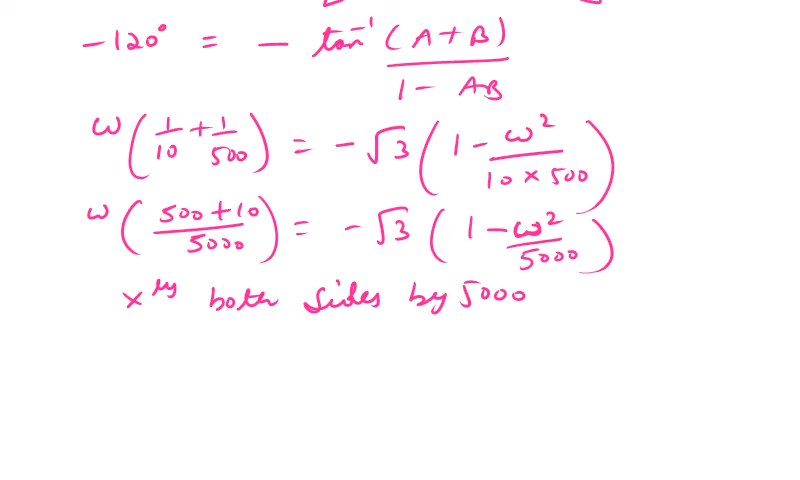 -120° = - tan⁻¹ (A+B)/(1 - AB)
ω (1/10 + 1/500) = -√3 (1 - ω²/(10 × 500))
ω ((500+10)/5000) = -√3 (1 - ω²/5000)
×ly both sides by 5000